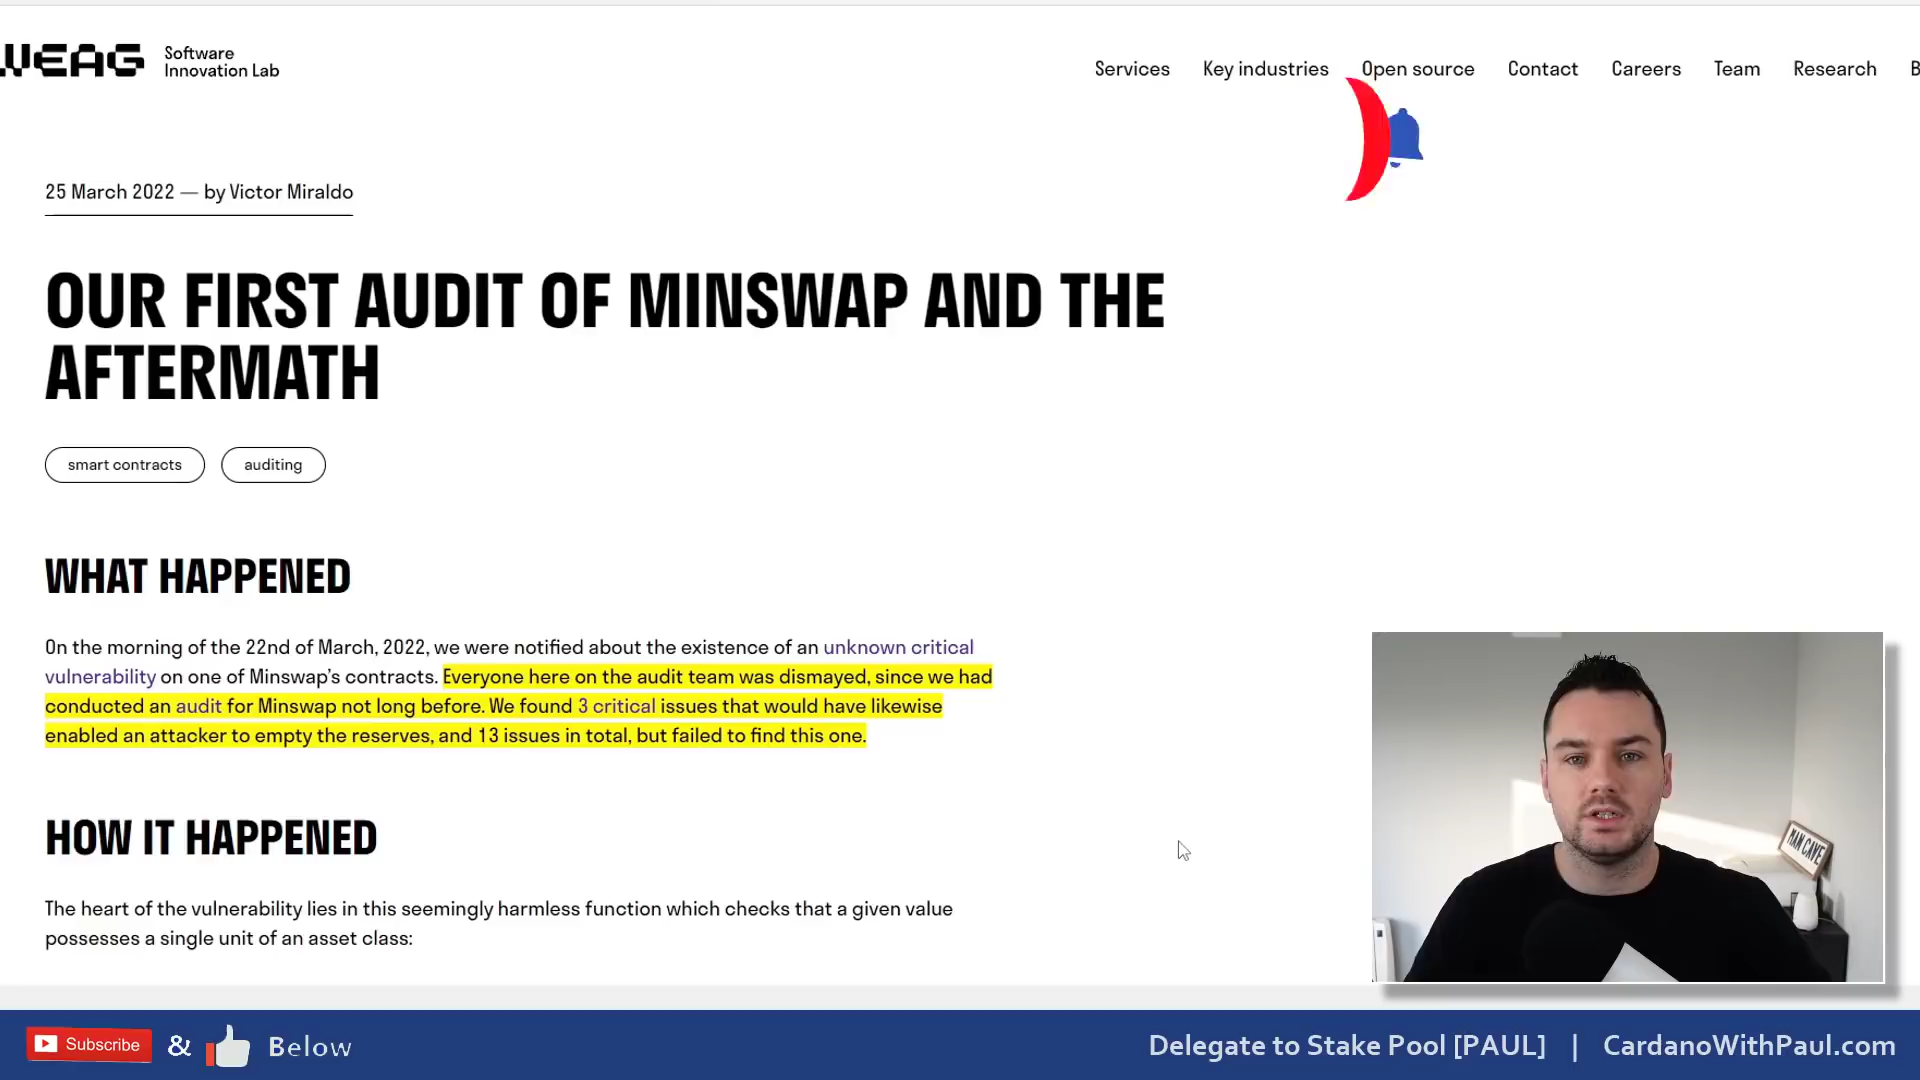 WEAG
Software
Innovation Lab
Services Key industries Open source Contact Careers Team Research
25 March 2022 — by Victor Miraldo
OUR FIRST AUDIT OF MINSWAP AND THE
AFTERMATH
smart contracts auditing
WHAT HAPPENED
On the morning of the 22nd of March, 2022, we were notified about the existence of an unknown critical
vulnerability on one of Minswap's contracts. Everyone here on the audit team was dismayed, since we had
conducted an audit for Minswap not long before. We found 3 critical issues that would have likewise
enabled an attacker to empty the reserves, and 13 issues in total, but failed to find this one.
HOW IT HAPPENED
The heart of the vulnerability lies in this seemingly harmless function which checks that a given value
possesses a single unit of an asset class:
MAN CAVE
Subscribe & Below
Delegate to Stake Pool [PAUL] | CardanoWithPaul.com